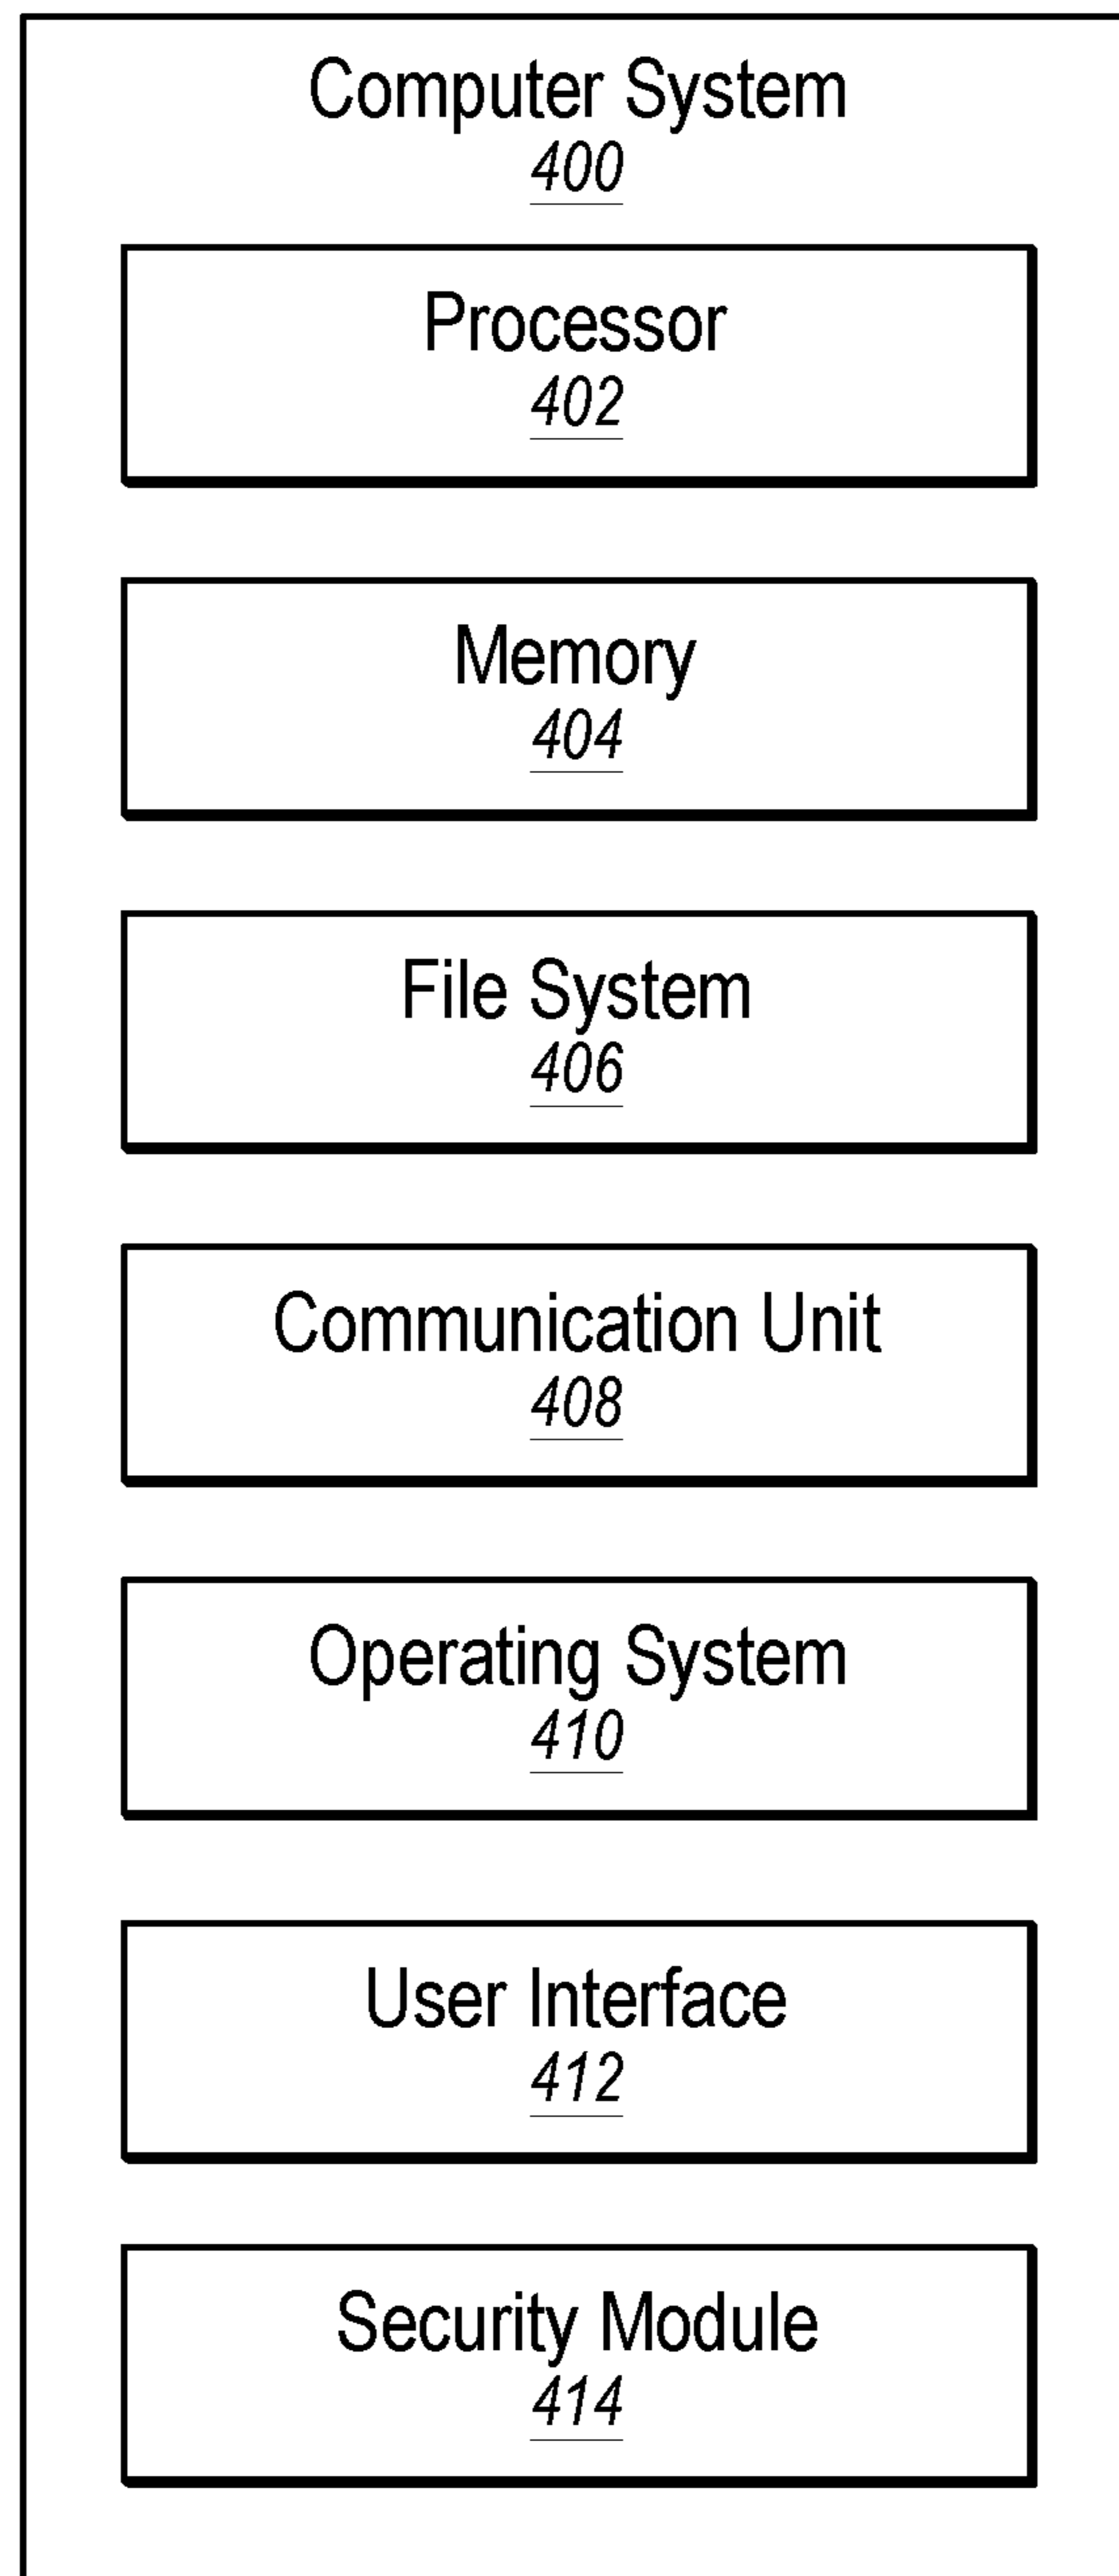 Computer System
400
Processor
402
Memory
404
File System
406
Communication Unit
408
Operating System
410
User Interface
412
Security Module
414